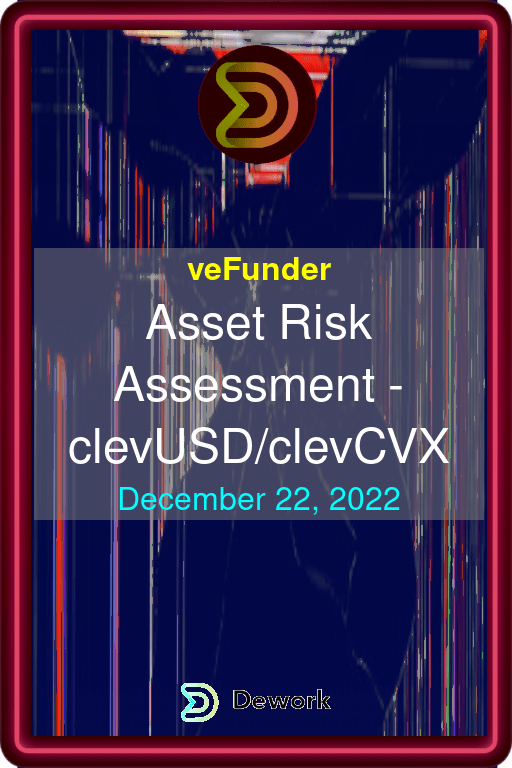 veFunder
Asset Risk
Assessment -
clevUSD/clevCVX
December 22, 2022
Dework